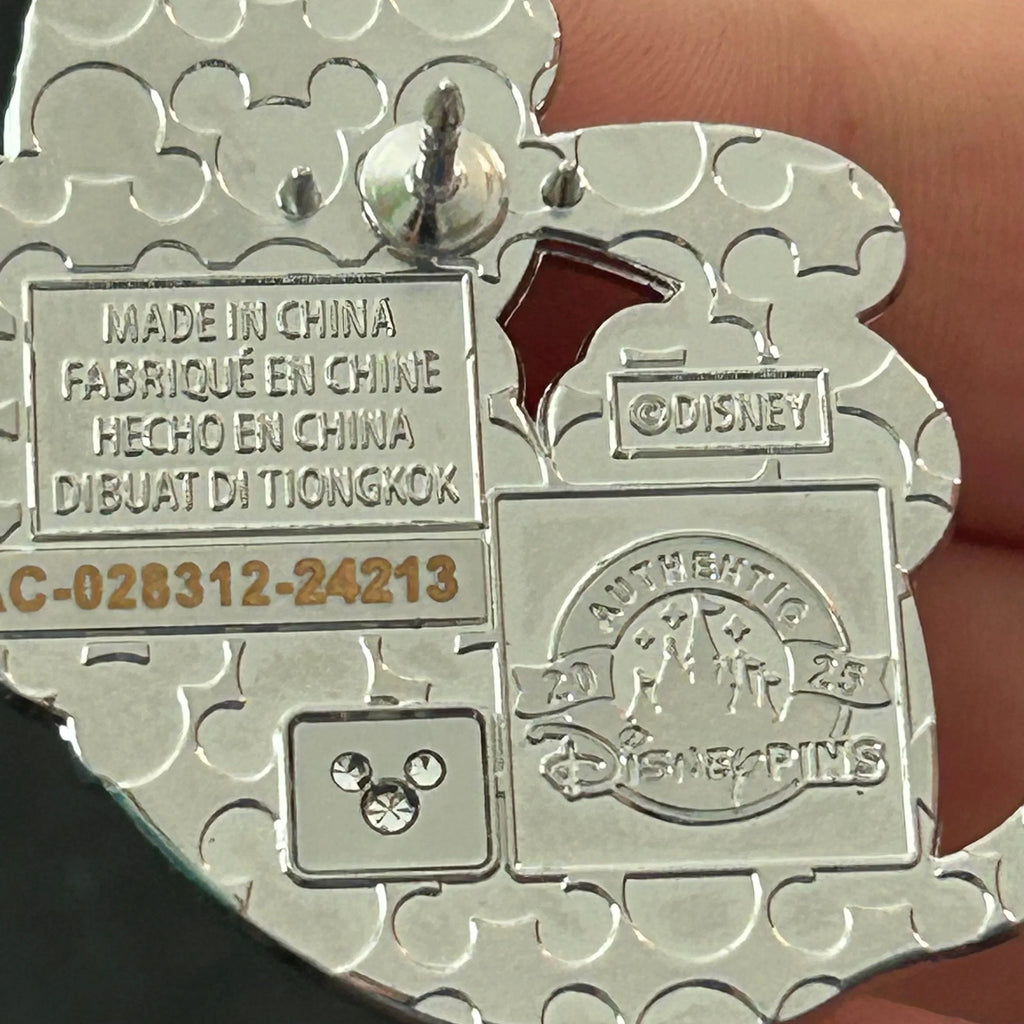 MADE IN CHINA
FABRIQUÉ EN CHINE
HECHO EN CHINA
DIBUAT DI TIONGKOK
©DISNEY
AC-028312-24213
AUTHENTIC
20 25
Disney PINS